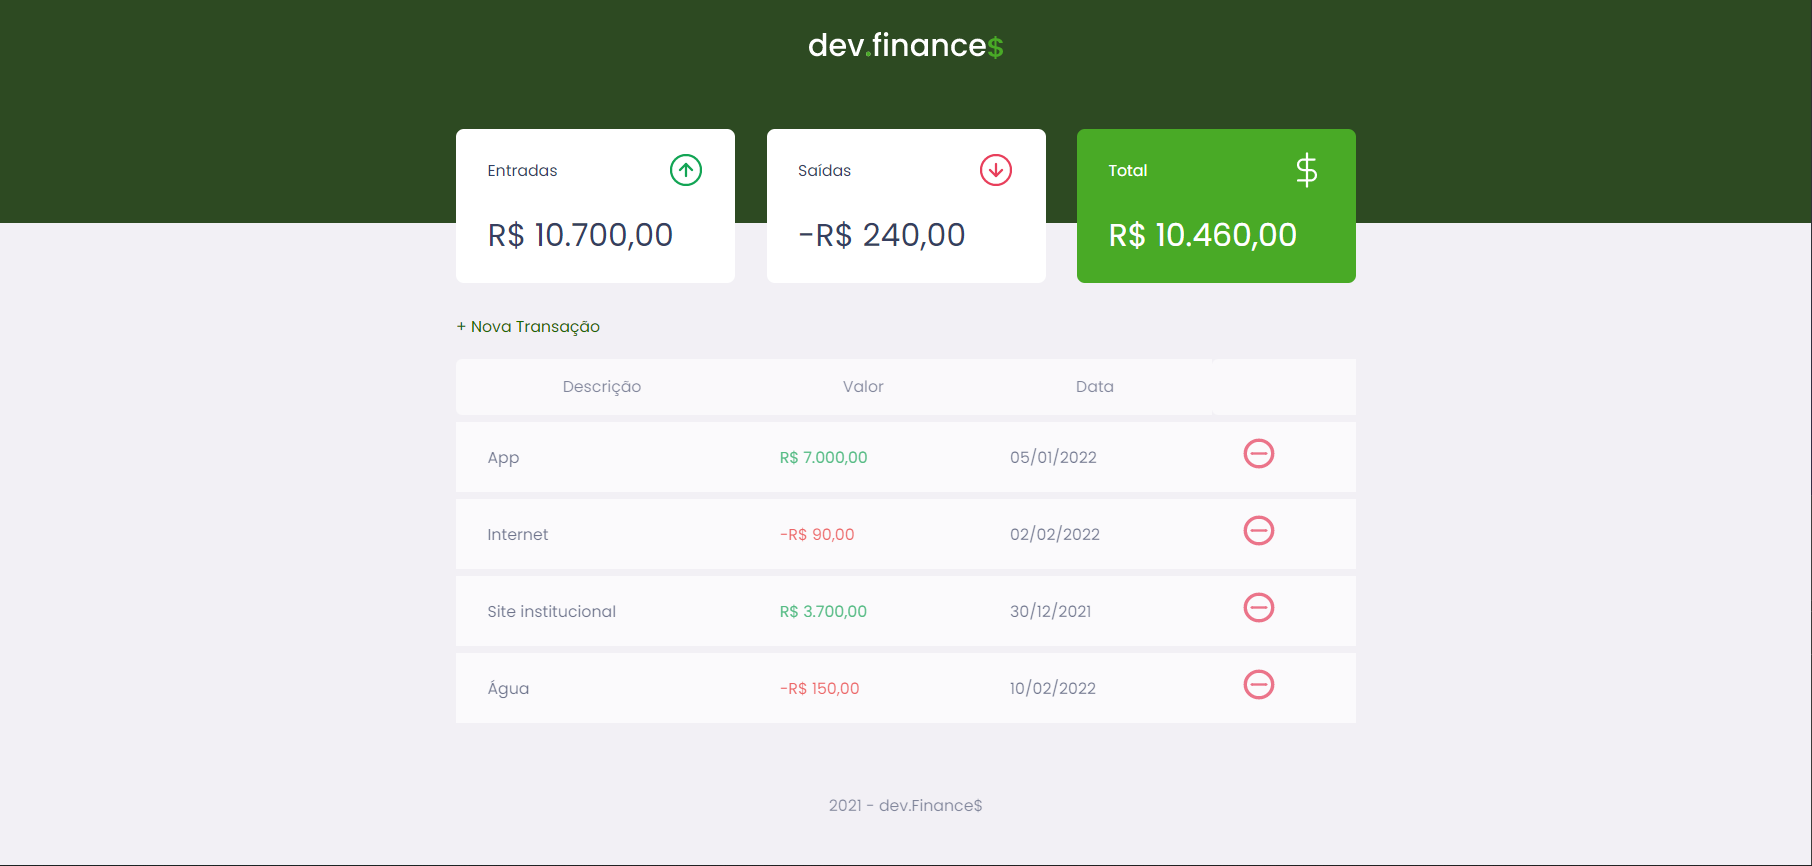 dev.finance$
Entradas
R$ 10.700,00
Saídas
-R$ 240,00
Total
R$ 10.460,00
+ Nova Transação
Descrição Valor Data
App R$ 7.000,00 05/01/2022
Internet -R$ 90,00 02/02/2022
Site institucional R$ 3.700,00 30/12/2021
Água -R$ 150,00 10/02/2022
2021 - dev.Finance$